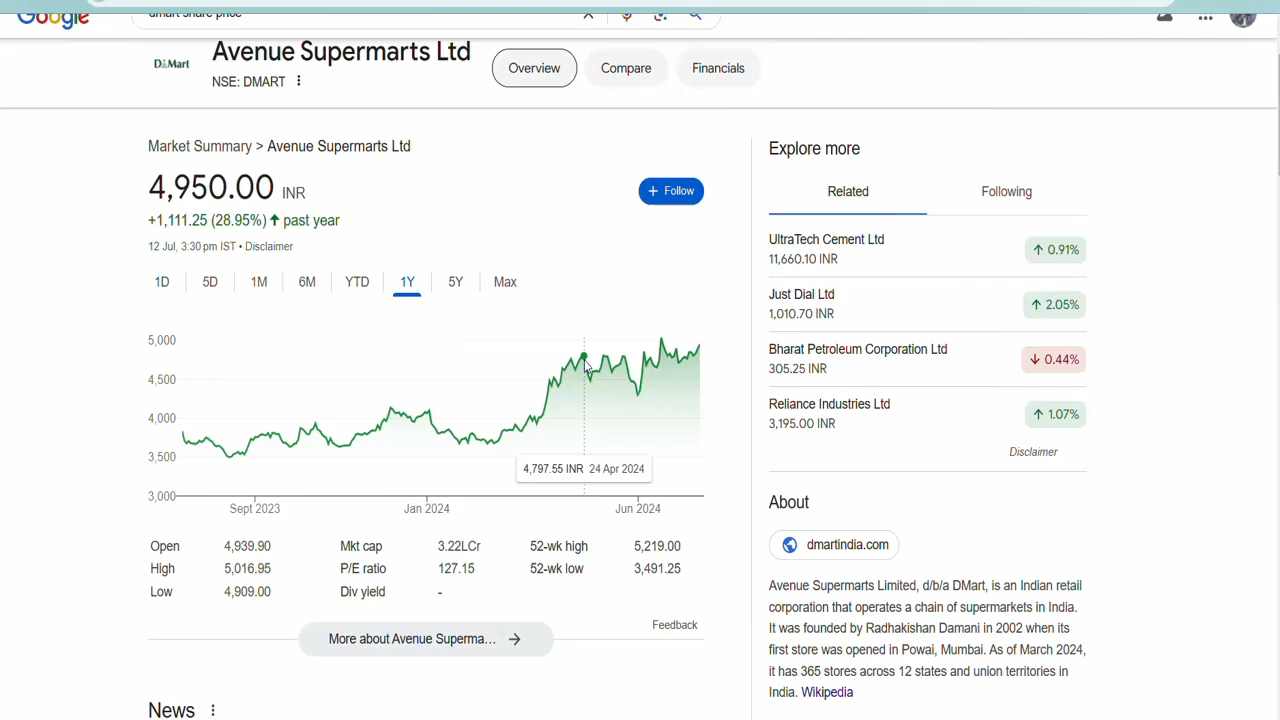 Google
dmart share price
D Mart
Avenue Supermarts Ltd
NSE: DMART
Overview
Compare
Financials
Market Summary > Avenue Supermarts Ltd
4,950.00 INR
+ Follow
+1,111.25 (28.95%) ↑ past year
12 Jul, 3:30 pm IST • Disclaimer
1D 5D 1M 6M YTD 1Y 5Y Max
5,000
4,500
4,000
3,500
3,000
4,797.55 INR 24 Apr 2024
Sept 2023 Jan 2024 Jun 2024
Open 4,939.90 Mkt cap 3.22LCr 52-wk high 5,219.00
High 5,016.95 P/E ratio 127.15 52-wk low 3,491.25
Low 4,909.00 Div yield -
Feedback
More about Avenue Superma... →
News
Explore more
Related Following
UltraTech Cement Ltd
11,660.10 INR
↑ 0.91%
Just Dial Ltd
1,010.70 INR
↑ 2.05%
Bharat Petroleum Corporation Ltd
305.25 INR
↓ 0.44%
Reliance Industries Ltd
3,195.00 INR
↑ 1.07%
Disclaimer
About
dmartindia.com
Avenue Supermarts Limited, d/b/a DMart, is an Indian retail
corporation that operates a chain of supermarkets in India.
It was founded by Radhakishan Damani in 2002 when its
first store was opened in Powai, Mumbai. As of March 2024,
it has 365 stores across 12 states and union territories in
India. Wikipedia